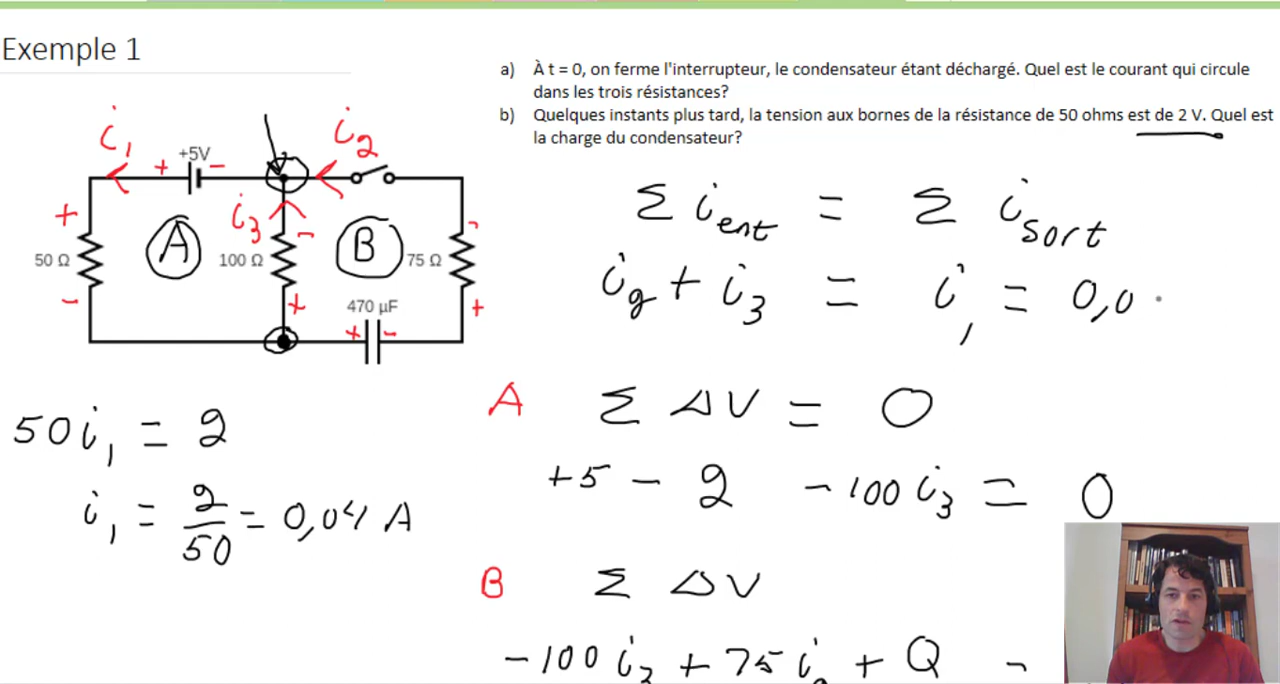 Exemple 1
a) À t = 0, on ferme l'interrupteur, le condensateur étant déchargé. Quel est le courant qui circule
dans les trois résistances?
b) Quelques instants plus tard, la tension aux bornes de la résistance de 50 ohms est de 2 V. Quel est
la charge du condensateur?
i1
+5V
+ -
i2
i3
A
B
50 Ω
100 Ω
75 Ω
470 µF
+ -
Σ i ent = Σ i sort
i2 + i3 = i1 = 0,0
A Σ ΔV = 0
+5 - 2 - 100 i3 = 0
50 i1 = 2
i1 = 2/50 = 0,04 A
B Σ ΔV
-100 i3 + 75 i2 + Q